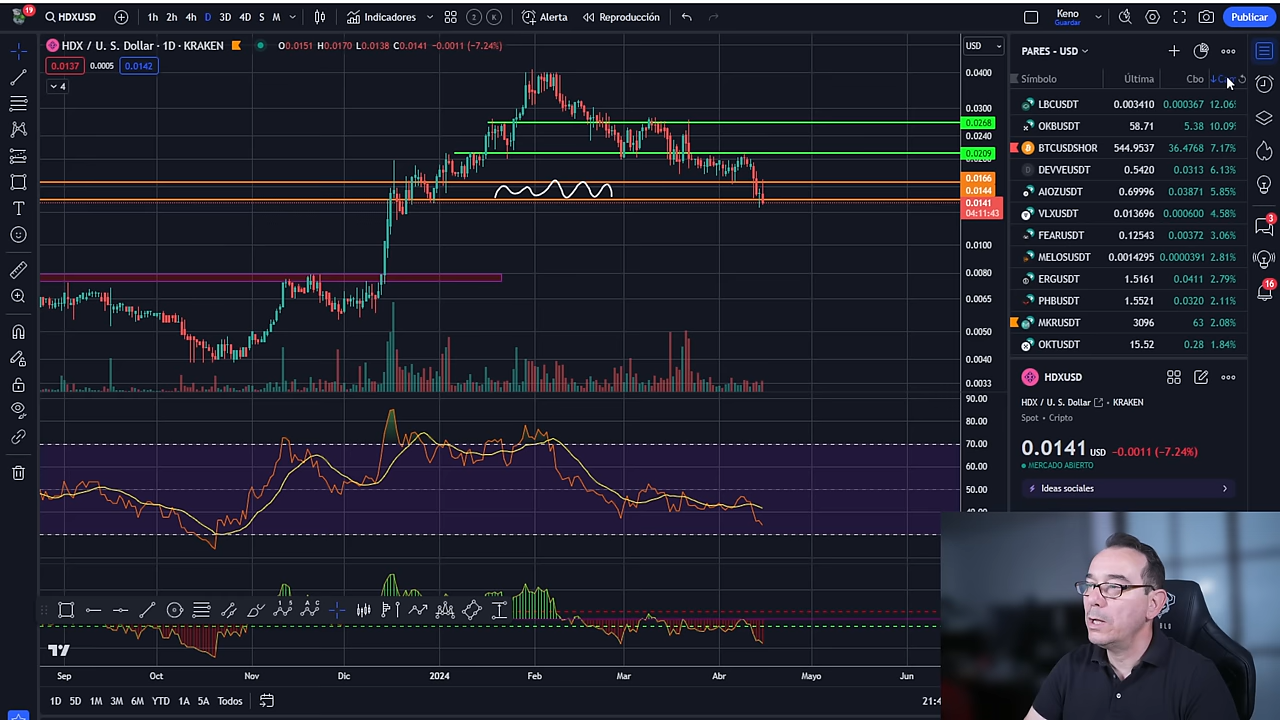 19 HDXUSD 1h 2h 4h D 3D 4D S M Indicadores 2 K Alerta Reproducción Keno Guardar Publicar
HDX / U. S. Dollar · 1D · KRAKEN O0.0151 H0.0170 L0.0138 C0.0141 −0.0011 (−7.24%)
0.0137 0.0005 0.0142
4
USD
0.0400
0.0300
0.0268
0.0240
0.0209
0.0166
0.0144
0.0141
04:11:43
0.0100
0.0080
0.0065
0.0050
0.0040
0.0033
90.00
80.00
70.00
60.00
50.00
Sep Oct Nov Dic 2024 Feb Mar Abr Mayo Jun
1D 5D 1M 3M 6M YTD 1A 5A Todos
PARES - USD
Símbolo Última Cbo
LBCUSDT 0.003410 0.000367 12.06%
OKBUSDT 58.71 5.38 10.09%
BTCUSDSHOR 544.9537 36.4768 7.17%
DEVVEUSDT 0.5420 0.0313 6.13%
AIOZUSDT 0.69996 0.03871 5.85%
VLXUSDT 0.013696 0.000600 4.58%
FEARUSDT 0.12543 0.00372 3.06%
MELOSUSDT 0.0014295 0.0000391 2.81%
ERGUSDT 1.5161 0.0411 2.79%
PHBUSDT 1.5521 0.0320 2.11%
MKRUSDT 3096 63 2.08%
OKTUSDT 15.52 0.28 1.84%
HDXUSD
HDX / U. S. Dollar · KRAKEN
Spot · Cripto
0.0141 USD −0.0011 (−7.24%)
MERCADO ABIERTO
Ideas sociales
3
16